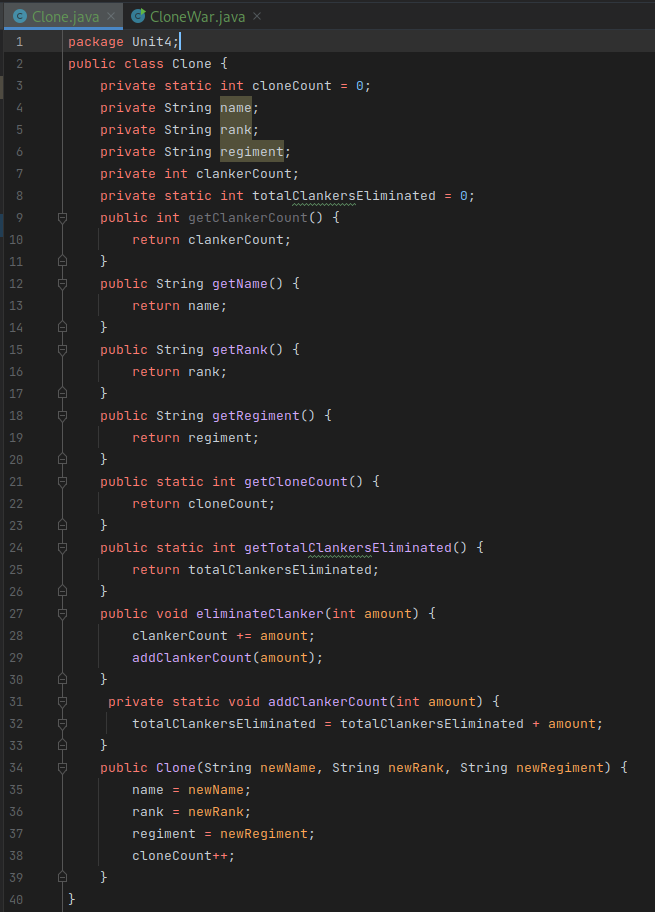 Clone.java × CloneWar.java ×
1 package Unit4;
2 public class Clone {
3 private static int cloneCount = 0;
4 private String name;
5 private String rank;
6 private String regiment;
7 private int clankerCount;
8 private static int totalClankersEliminated = 0;
9 public int getClankerCount() {
10 return clankerCount;
11 }
12 public String getName() {
13 return name;
14 }
15 public String getRank() {
16 return rank;
17 }
18 public String getRegiment() {
19 return regiment;
20 }
21 public static int getCloneCount() {
22 return cloneCount;
23 }
24 public static int getTotalClankersEliminated() {
25 return totalClankersEliminated;
26 }
27 public void eliminateClanker(int amount) {
28 clankerCount += amount;
29 addClankerCount(amount);
30 }
31 private static void addClankerCount(int amount) {
32 totalClankersEliminated = totalClankersEliminated + amount;
33 }
34 public Clone(String newName, String newRank, String newRegiment) {
35 name = newName;
36 rank = newRank;
37 regiment = newRegiment;
38 cloneCount++;
39 }
40 }